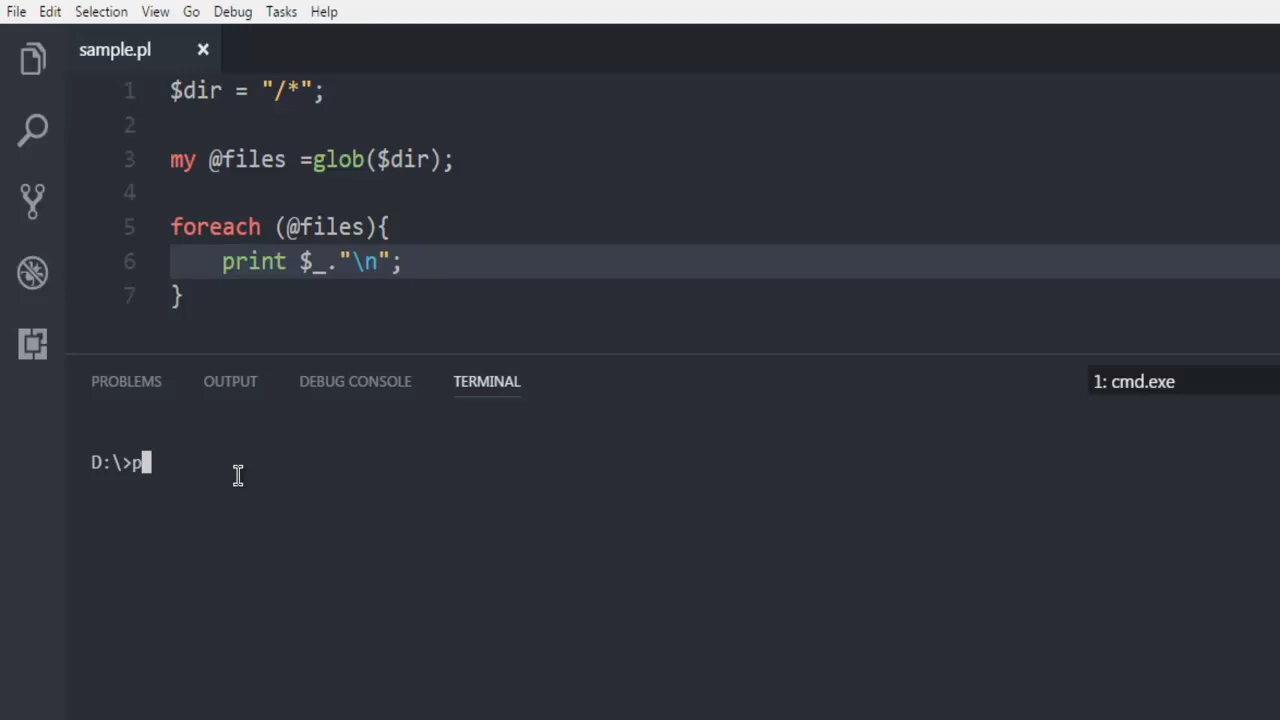 File Edit Selection View Go Debug Tasks Help
sample.pl ×
1 $dir = "/*";
2
3 my @files =glob($dir);
4
5 foreach (@files){
6     print $_."\n";
7 }
PROBLEMS OUTPUT DEBUG CONSOLE TERMINAL 1: cmd.exe
D:\>p